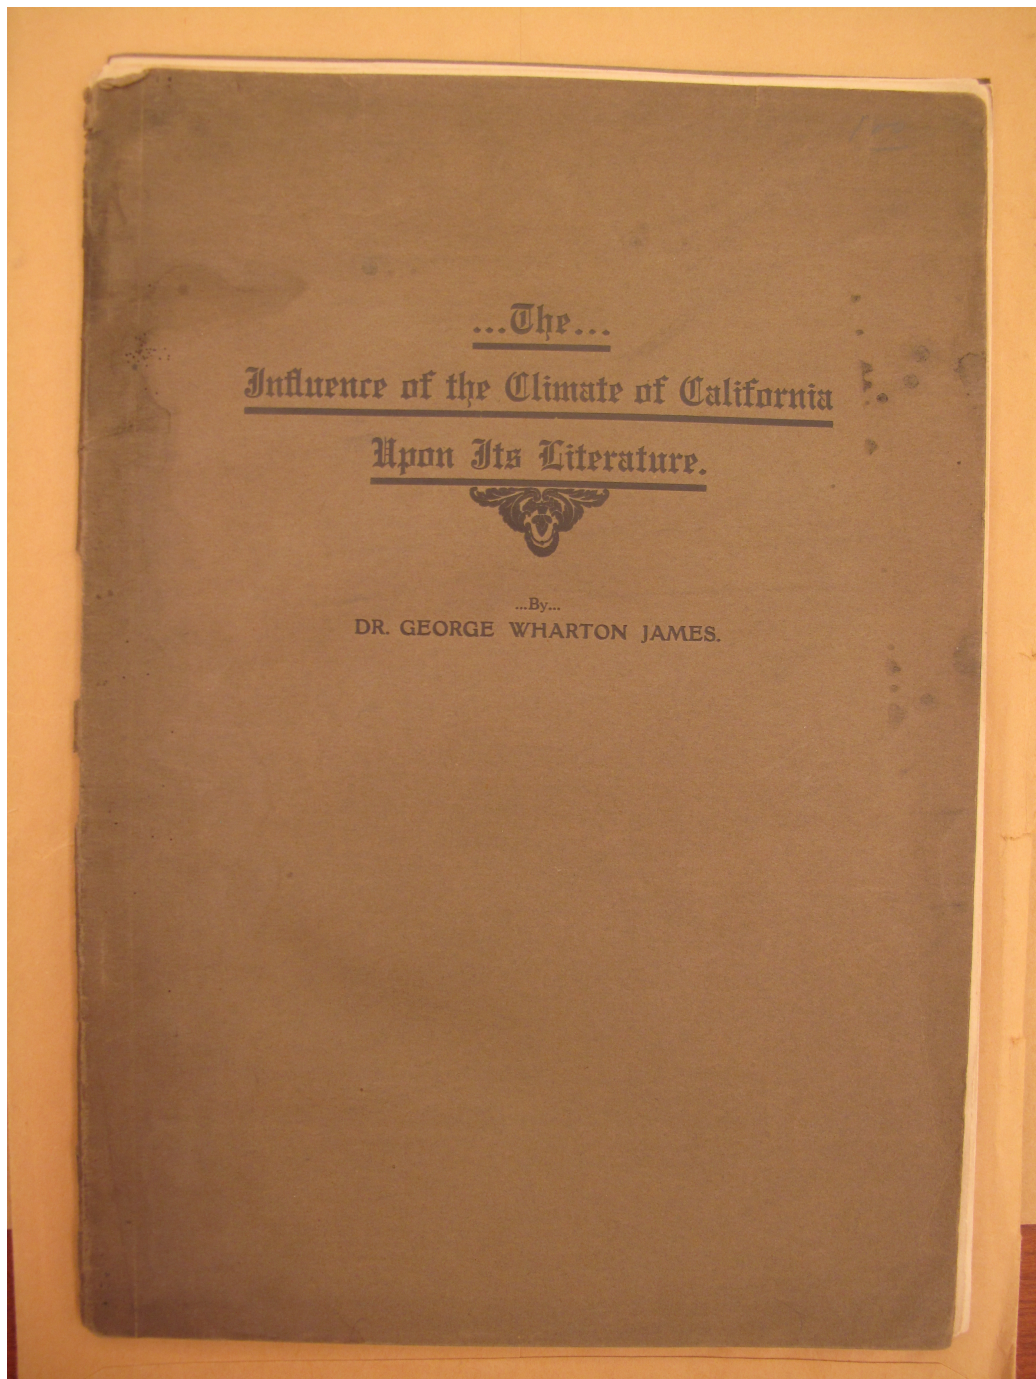 ...The...
Influence of the Climate of California
Upon Its Literature.
...By...
DR. GEORGE WHARTON JAMES.